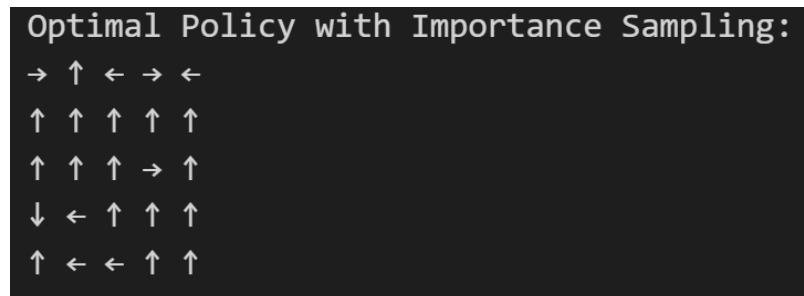 Optimal Policy with Importance Sampling:
→ ↑ ← → ←
↑ ↑ ↑ ↑ ↑
↑ ↑ ↑ → ↑
↓ ← ↑ ↑ ↑
↑ ← ← ↑ ↑